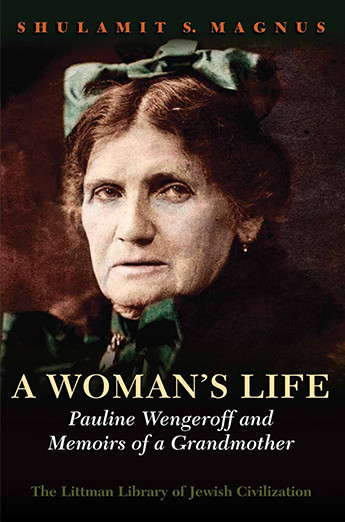 SHULAMIT S. MAGNUS
A WOMAN'S LIFE
Pauline Wengeroff and
Memoirs of a Grandmother
The Littman Library of Jewish Civilization